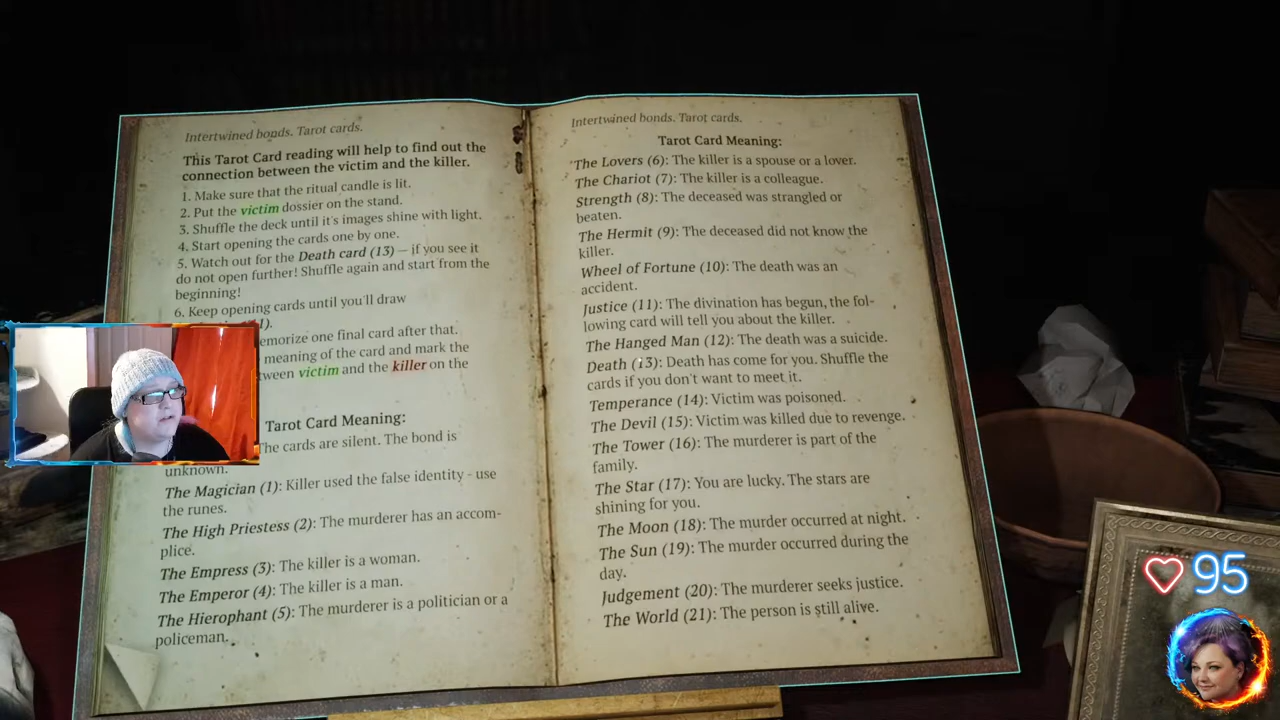 Intertwined bonds. Tarot cards.
This Tarot Card reading will help to find out the
connection between the victim and the killer.
1. Make sure that the ritual candle is lit.
2. Put the victim dossier on the stand.
3. Shuffle the deck until it's images shine with light.
4. Start opening the cards one by one.
5. Watch out for the Death card (13) – if you see it
do not open further! Shuffle again and start from the
beginning!
6. Keep opening cards until you'll draw
1).
emorize one final card after that.
meaning of the card and mark the
tween victim and the killer on the
Tarot Card Meaning:
The cards are silent. The bond is
unknown.
The Magician (1): Killer used the false identity - use
the runes.
The High Priestess (2): The murderer has an accom-
plice.
The Empress (3): The killer is a woman.
The Emperor (4): The killer is a man.
The Hierophant (5): The murderer is a politician or a
policeman.
Intertwined bonds. Tarot cards.
Tarot Card Meaning:
The Lovers (6): The killer is a spouse or a lover.
The Chariot (7): The killer is a colleague.
Strength (8): The deceased was strangled or
beaten.
The Hermit (9): The deceased did not know the
killer.
Wheel of Fortune (10): The death was an
accident.
Justice (11): The divination has begun, the fol-
lowing card will tell you about the killer.
The Hanged Man (12): The death was a suicide.
Death (13): Death has come for you. Shuffle the
cards if you don't want to meet it.
Temperance (14): Victim was poisoned.
The Devil (15): Victim was killed due to revenge.
The Tower (16): The murderer is part of the
family.
The Star (17): You are lucky. The stars are
shining for you.
The Moon (18): The murder occurred at night.
The Sun (19): The murder occurred during the
day.
Judgement (20): The murderer seeks justice.
The World (21): The person is still alive.
95